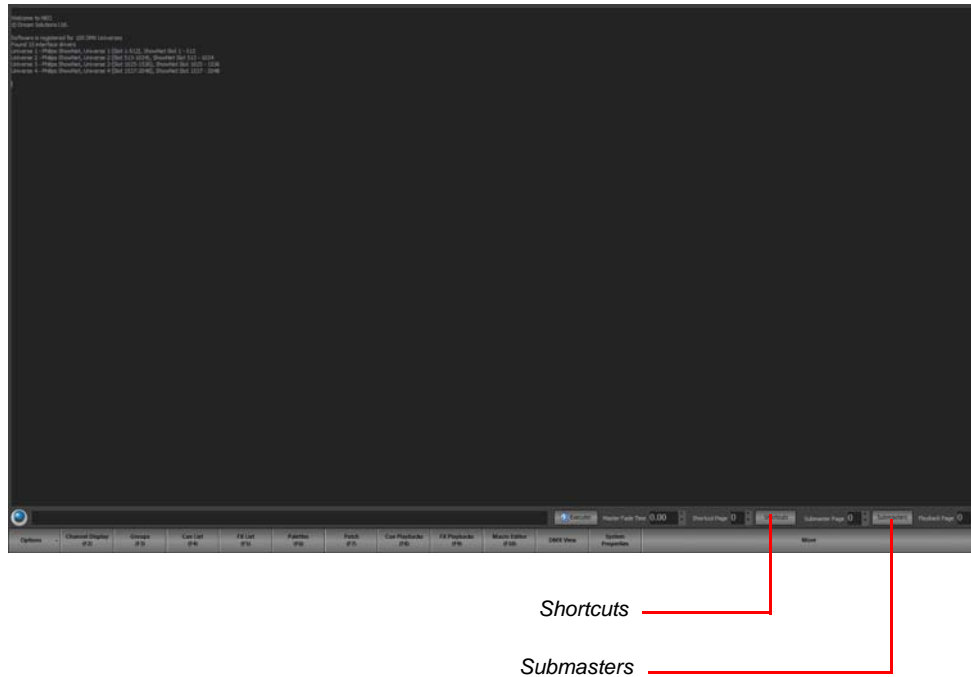 Welcome to NEO
(c) Dream Solutions Ltd.
Software is registered for 100 DMX Universes
Found 10 interface drivers
Universe 1 - Philips ShowNet, Universe 1 (Slot 1-512), ShowNet Slot 1 - 512
Universe 2 - Philips ShowNet, Universe 2 (Slot 513-1024), ShowNet Slot 513 - 1024
Universe 3 - Philips ShowNet, Universe 3 (Slot 1025-1536), ShowNet Slot 1025 - 1536
Universe 4 - Philips ShowNet, Universe 4 (Slot 1537-2048), ShowNet Slot 1537 - 2048
Execute Master Fade Time 0.00 Shortcut Page 0 Shortcuts Submaster Page 0 Submasters Playback Page 0
Options Channel Display (F2) Groups (F3) Cue List (F4) FX List (F5) Palettes (F6) Patch (F7) Cue Playbacks (F8) FX Playbacks (F9) Macro Editor (F10) DMX View System Properties Move
Shortcuts
Submasters